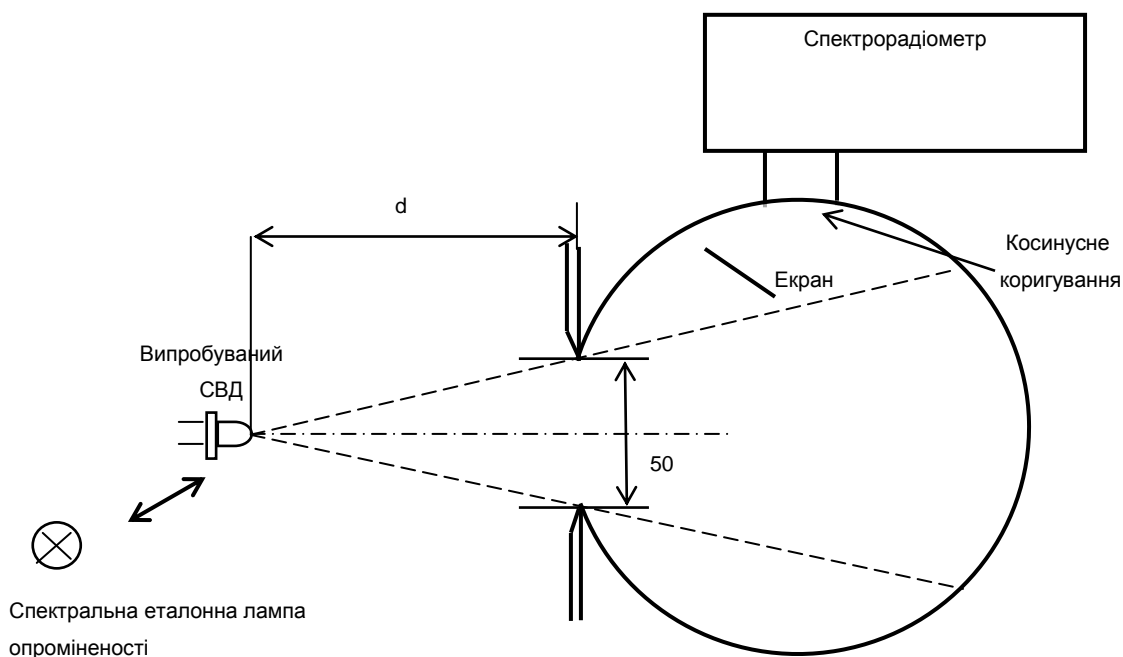 Спектрорадіометр
d
Косинусне
коригування
Екран
Випробуваний
СВД
50
Спектральна еталонна лампа
опроміненості